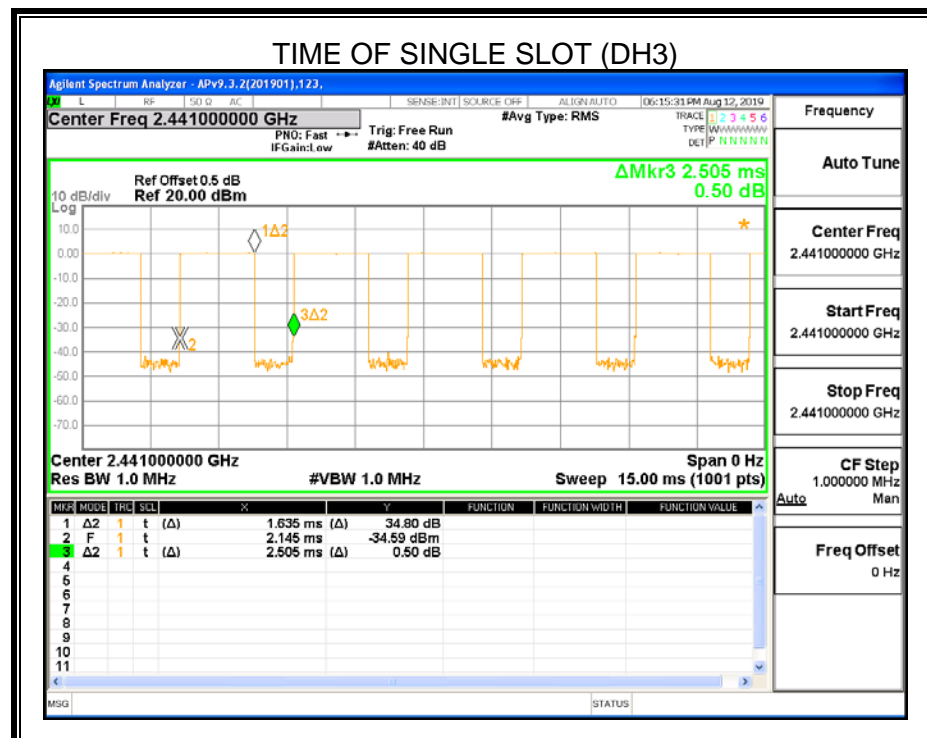 TIME OF SINGLE SLOT (DH3)
Agilent Spectrum Analyzer - APv9.3.2(201901),123,
LXI L RF 50 Ω AC SENSE:INT SOURCE OFF ALIGN AUTO 06:15:31 PM Aug 12, 2019
Center Freq 2.441000000 GHz
#Avg Type: RMS
TRACE 1 2 3 4 5 6
TYPE W
DET P N N N N N
PNO: Fast
IFGain:Low
Trig: Free Run
#Atten: 40 dB
ΔMkr3 2.505 ms
0.50 dB
Ref Offset 0.5 dB
10 dB/div Ref 20.00 dBm
Log
10.0
0.00
-10.0
-20.0
-30.0
-40.0
-50.0
-60.0
-70.0
1Δ2
3Δ2
2
*
Center 2.441000000 GHz Span 0 Hz
Res BW 1.0 MHz #VBW 1.0 MHz Sweep 15.00 ms (1001 pts)
MKR MODE TRC SCL X Y FUNCTION FUNCTION WIDTH FUNCTION VALUE
1 Δ2 1 t (Δ) 1.635 ms (Δ) 34.80 dB
2 F 1 t 2.145 ms -34.59 dBm
3 Δ2 1 t (Δ) 2.505 ms (Δ) 0.50 dB
4
5
6
7
8
9
10
11
MSG STATUS
Frequency
Auto Tune
Center Freq
2.441000000 GHz
Start Freq
2.441000000 GHz
Stop Freq
2.441000000 GHz
CF Step
1.000000 MHz
Auto Man
Freq Offset
0 Hz